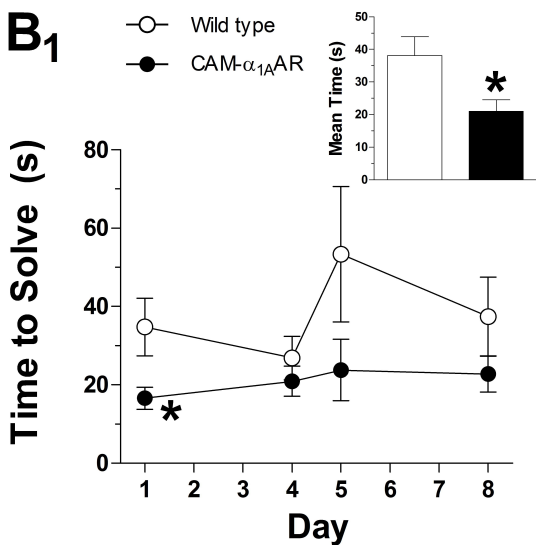 B1
Wild type
CAM-α1AAR
50
40
30
20
10
0
Mean Time (s)
*
80
60
40
20
0
Time to Solve (s)
*
1 2 3 4 5 6 7 8
Day